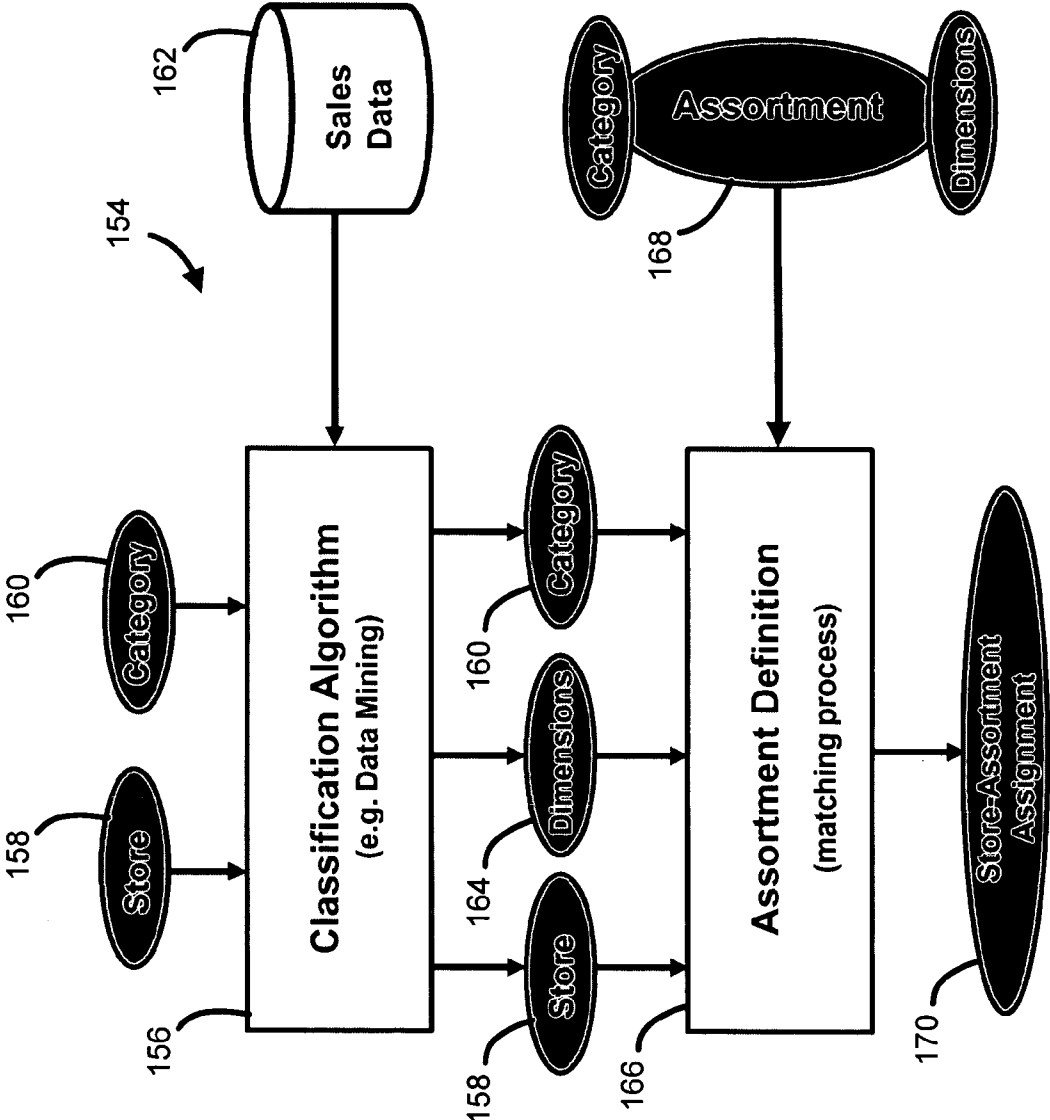 158
160
Store
Category
154
156
162
Classification Algorithm
(e.g. Data Mining)
Sales
Data
158
164
160
Store
Dimensions
Category
166
168
Assortment Definition
(matching process)
Category
Assortment
Dimensions
170
Store-Assortment
Assignment